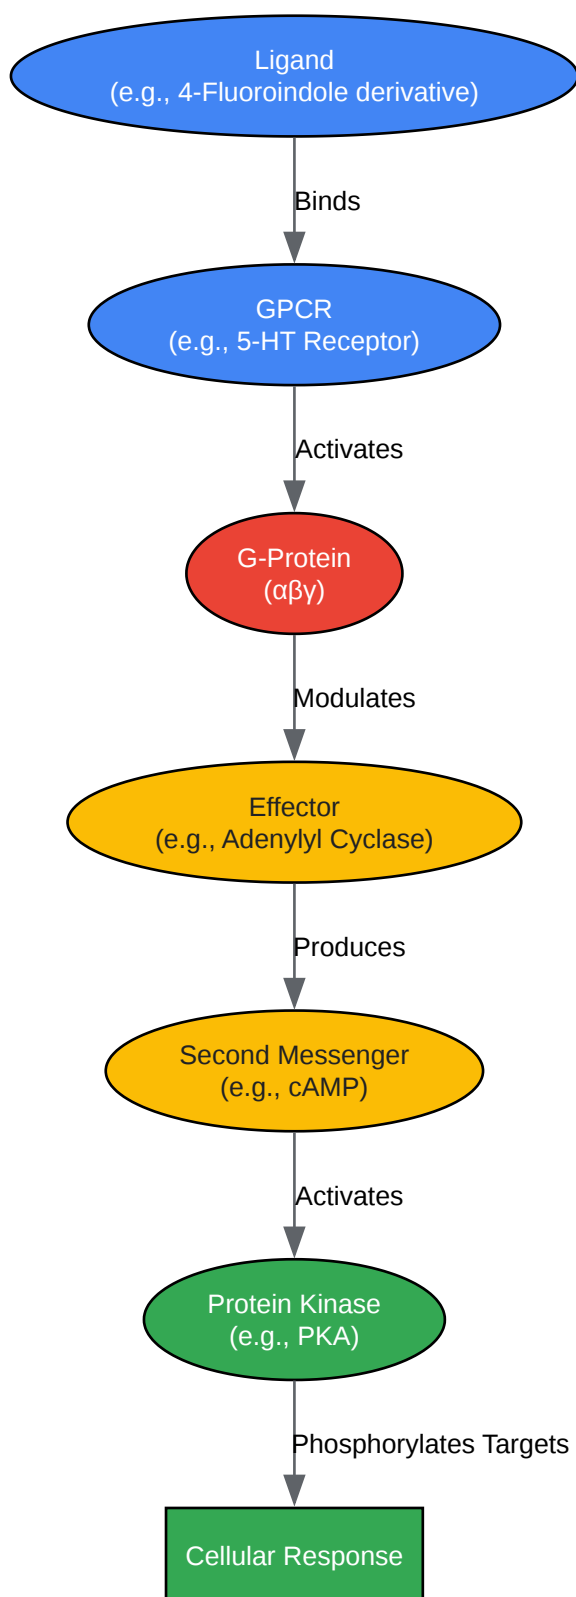 Ligand
(e.g., 4-Fluoroindole derivative)
Binds
GPCR
(e.g., 5-HT Receptor)
Activates
G-Protein
(αβγ)
Modulates
Effector
(e.g., Adenylyl Cyclase)
Produces
Second Messenger
(e.g., cAMP)
Activates
Protein Kinase
(e.g., PKA)
Phosphorylates Targets
Cellular Response